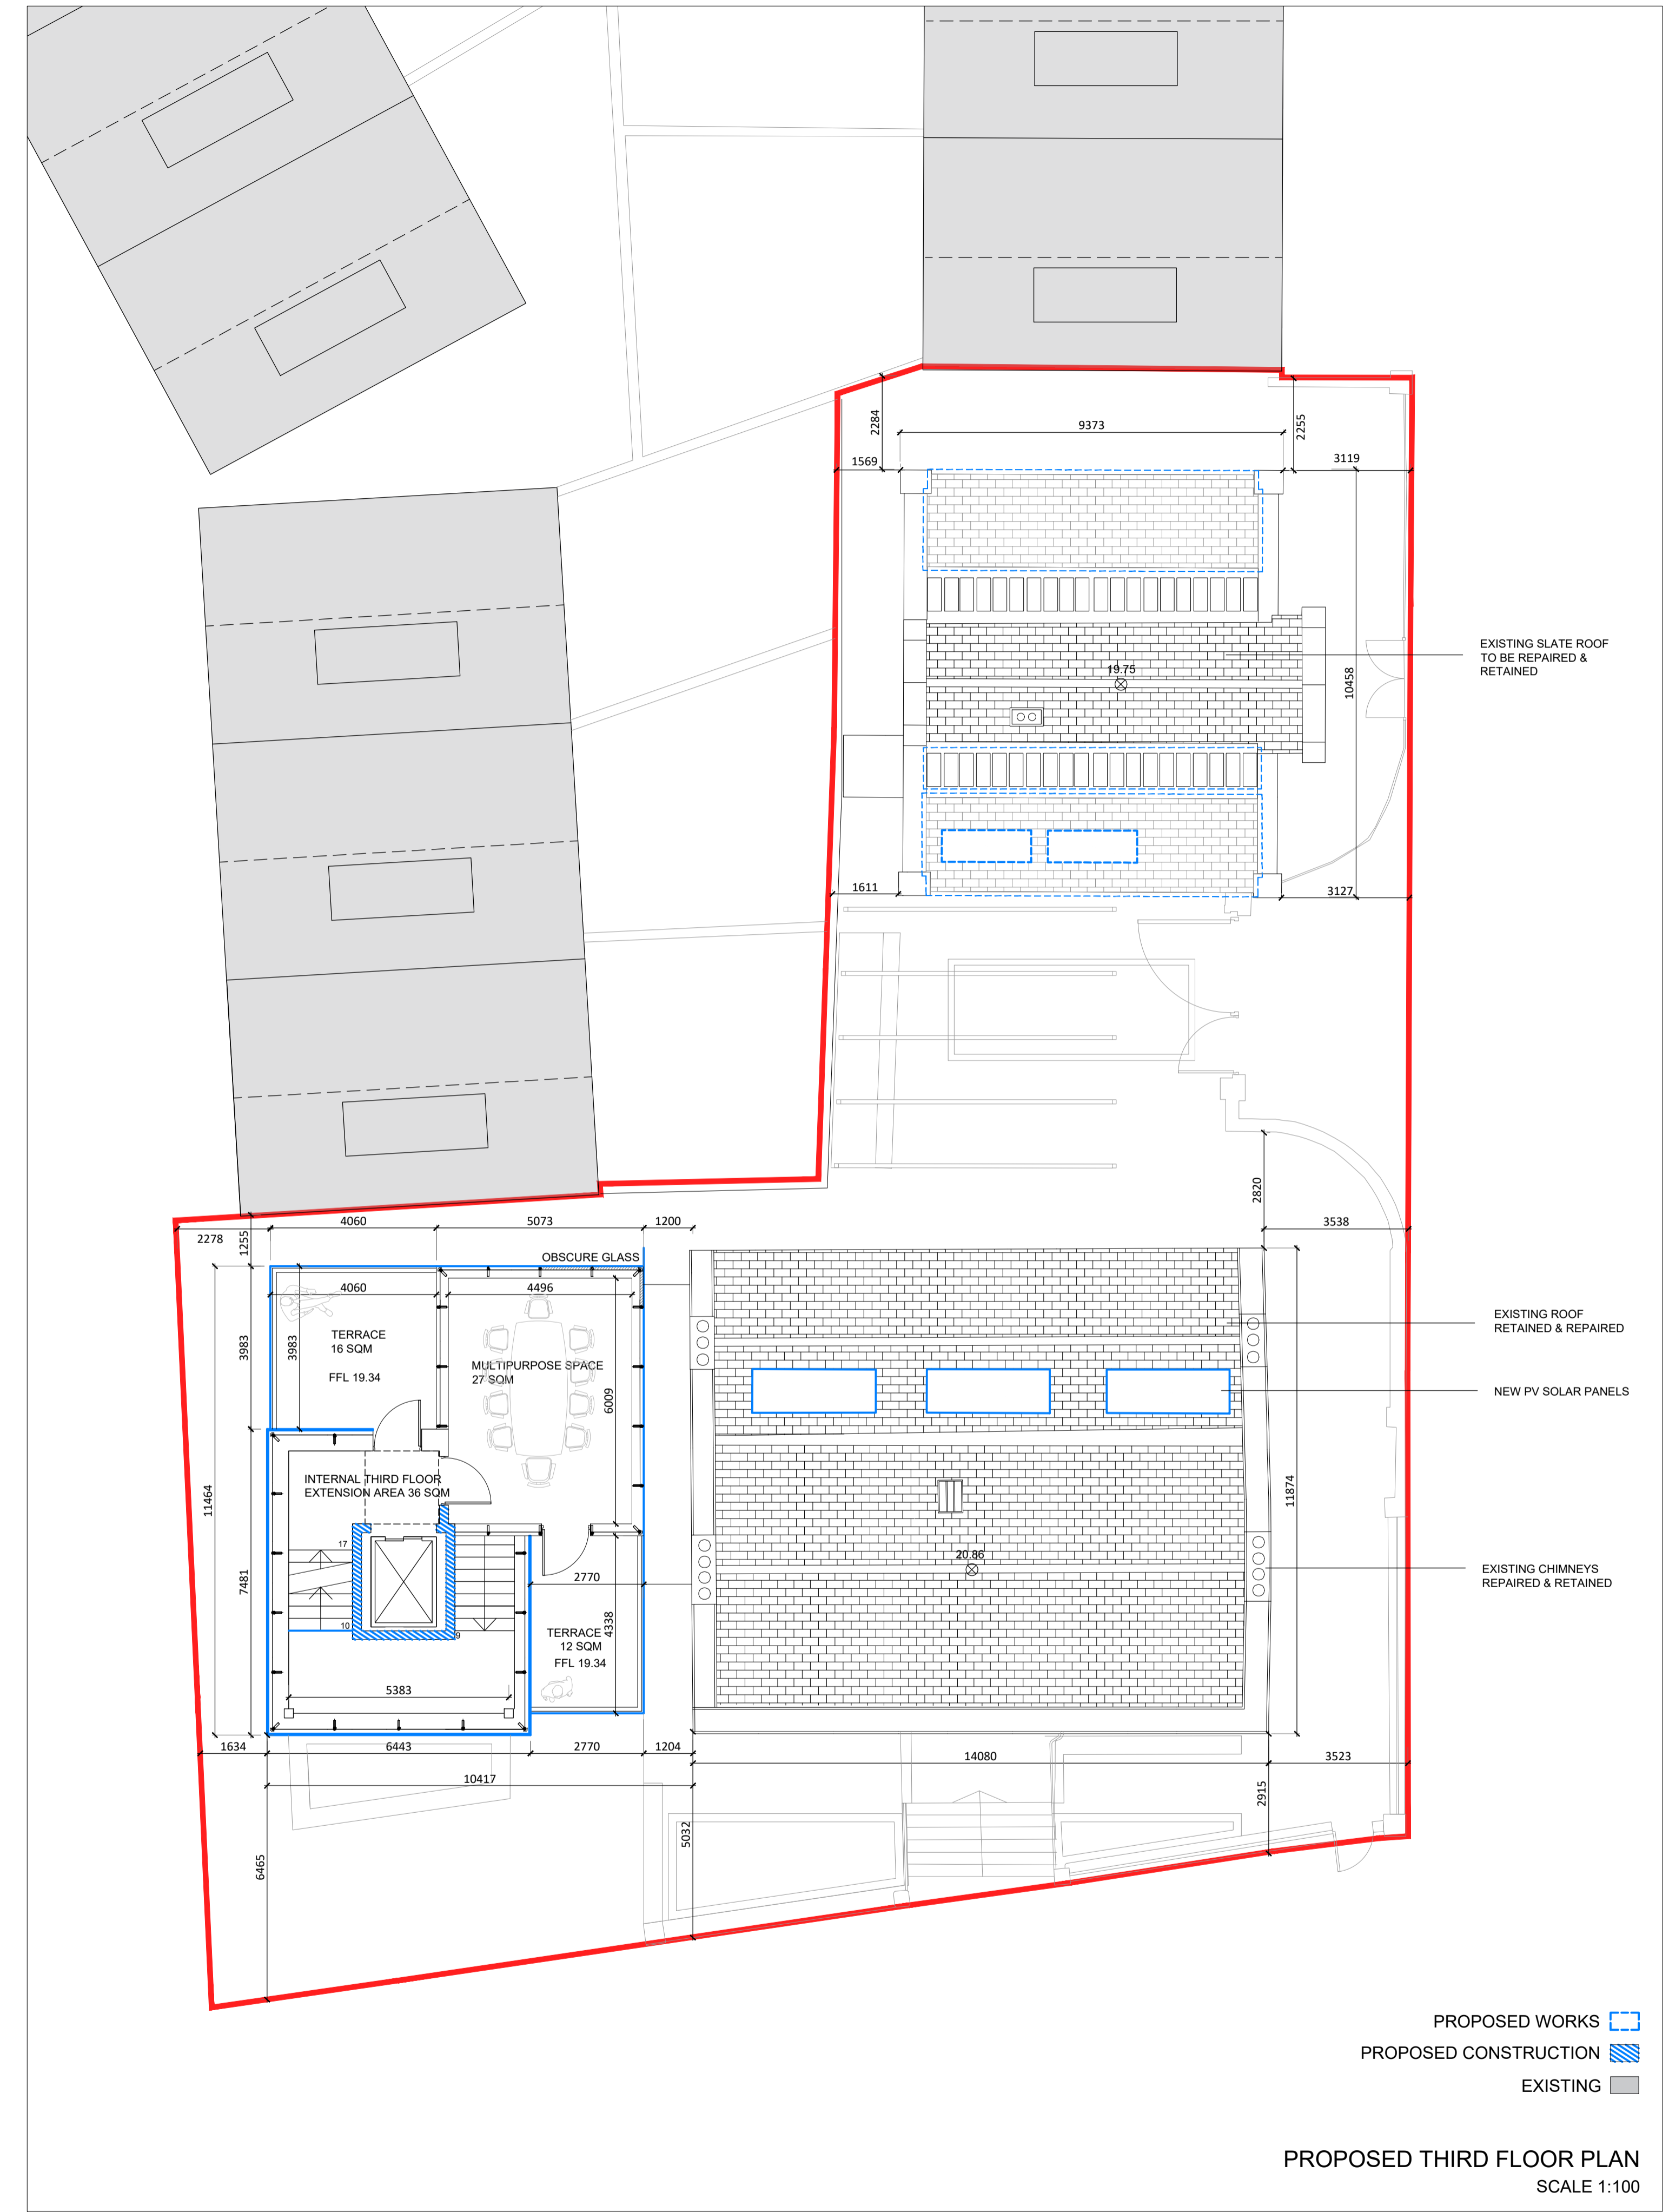 2284
9373
2255
1569
3119
EXISTING SLATE ROOF
TO BE REPAIRED &
RETAINED
19.75
10458
1611
3127
2820
3538
4060
5073
1200
2278
1255
OBSCURE GLASS
4060
4496
TERRACE
16 SQM
FFL 19.34
3983
3983
MULTIPURPOSE SPACE
27 SQM
6009
EXISTING ROOF
RETAINED & REPAIRED
NEW PV SOLAR PANELS
INTERNAL THIRD FLOOR
EXTENSION AREA 36 SQM
11464
11874
17
10
9
7481
20.86
EXISTING CHIMNEYS
REPAIRED & RETAINED
2770
4338
TERRACE
12 SQM
FFL 19.34
5383
1634
6443
2770
1204
14080
3523
10417
2915
5032
6465
PROPOSED WORKS
PROPOSED CONSTRUCTION
EXISTING
PROPOSED THIRD FLOOR PLAN
SCALE 1:100